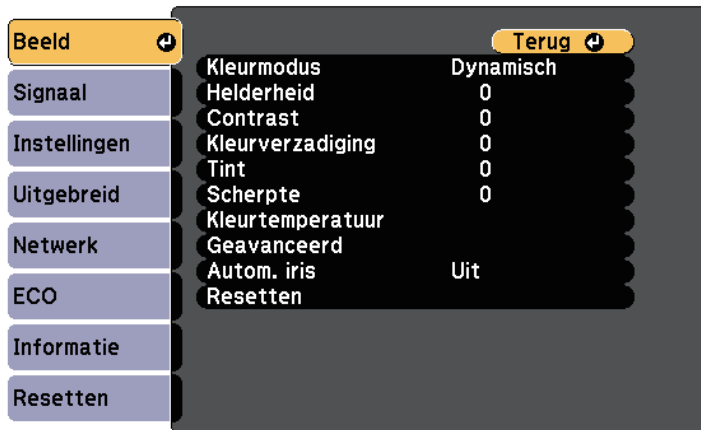 Beeld
Signaal
Instellingen
Uitgebreid
Netwerk
ECO
Informatie
Resetten
Terug
Kleurmodus Dynamisch
Helderheid 0
Contrast 0
Kleurverzadiging 0
Tint 0
Scherpte 0
Kleurtemperatuur
Geavanceerd
Autom. iris Uit
Resetten